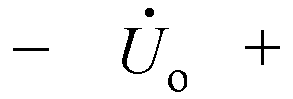 − U̇ₒ +